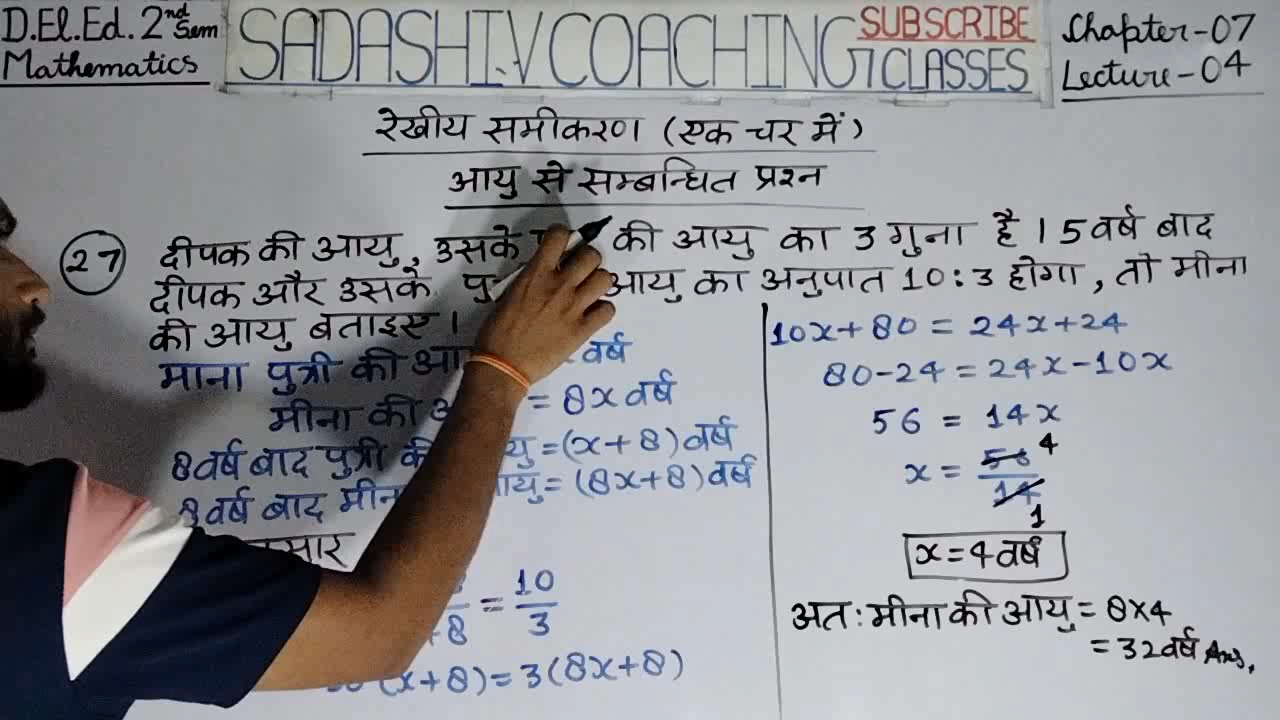 D.El.Ed. 2nd Sem
Mathematics
SADASHIV COACHING CLASSES
SUBSCRIBE
Chapter-07
Lecture-04
रेखीय समीकरण (एक चर में)
आयु से सम्बन्धित प्रश्न
27 दीपक की आयु, उसके की आयु का 3 गुना है। 5 वर्ष बाद
दीपक और उसके आयु का अनुपात 10:3 होगा, तो मीना
की आयु बताइए।
माना पुत्री की वर्ष
मीना की = 8x वर्ष
8 वर्ष बाद पुत्री की = (x+8) वर्ष
8 वर्ष बाद = (8x+8) वर्ष
= 10/3
(x+8) = 3(8x+8)
10x+80 = 24x+24
80-24 = 24x-10x
56 = 14x
x = 56/14 4 1
x = 4 वर्ष
अतः मीना की आयु = 8x4
= 32 वर्ष Ans.